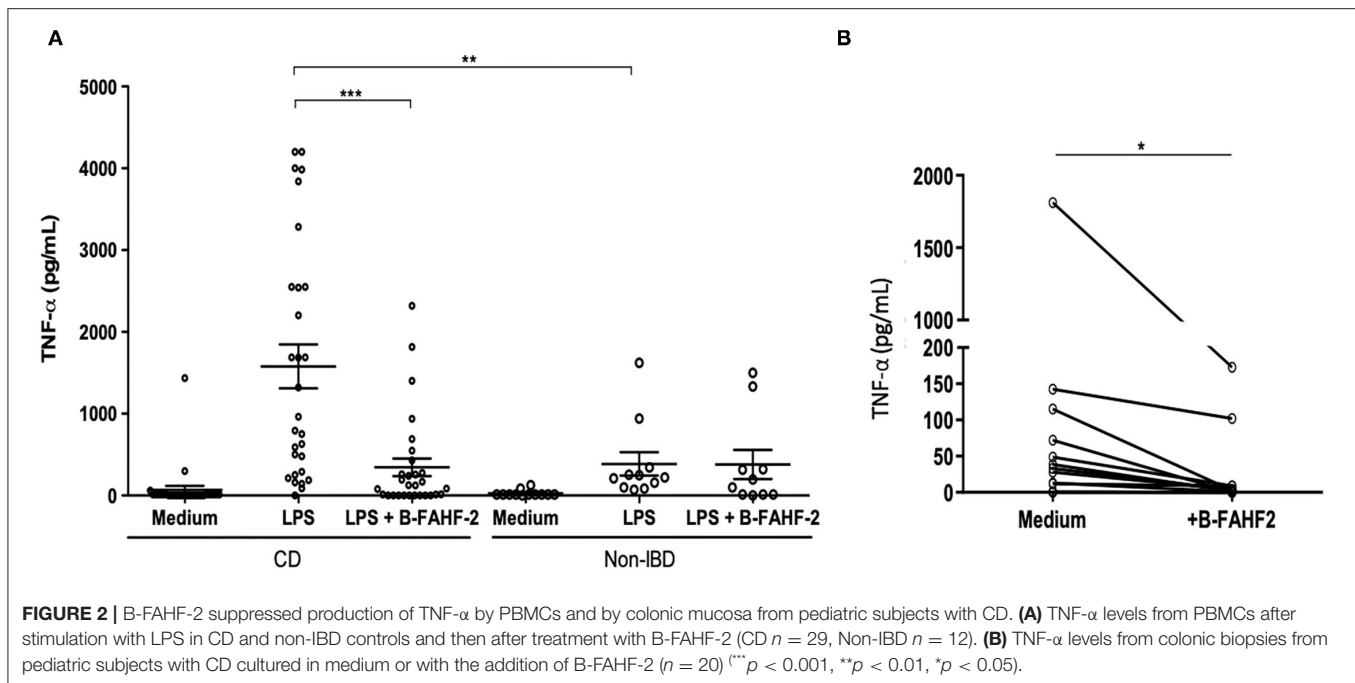 A
B
**
***
5000
4000
3000
2000
1000
0
TNF-α (pg/mL)
Medium LPS LPS + B-FAHF-2 Medium LPS LPS + B-FAHF-2
CD Non-IBD
*
2000
1500
1000
200
150
100
50
0
TNF-α (pg/mL)
Medium +B-FAHF2
FIGURE 2 | B-FAHF-2 suppressed production of TNF-α by PBMCs and by colonic mucosa from pediatric subjects with CD. (A) TNF-α levels from PBMCs after
stimulation with LPS in CD and non-IBD controls and then after treatment with B-FAHF-2 (CD n = 29, Non-IBD n = 12). (B) TNF-α levels from colonic biopsies from
pediatric subjects with CD cultured in medium or with the addition of B-FAHF-2 (n = 20) (***p < 0.001, **p < 0.01, *p < 0.05).